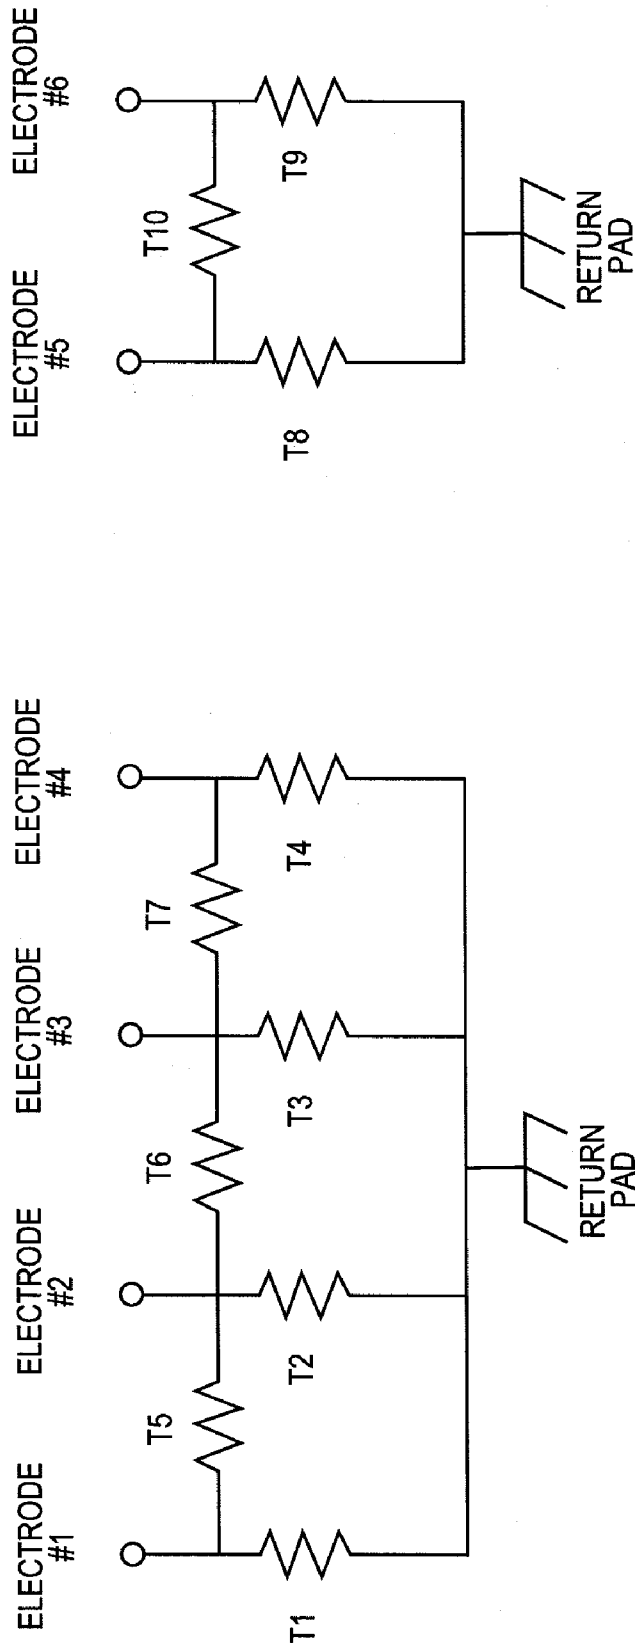 ELECTRODE
#1
ELECTRODE
#2
ELECTRODE
#3
ELECTRODE
#4
T5
T6
T7
T1
T2
T3
T4
RETURN
PAD
ELECTRODE
#5
ELECTRODE
#6
T10
T8
T9
RETURN
PAD